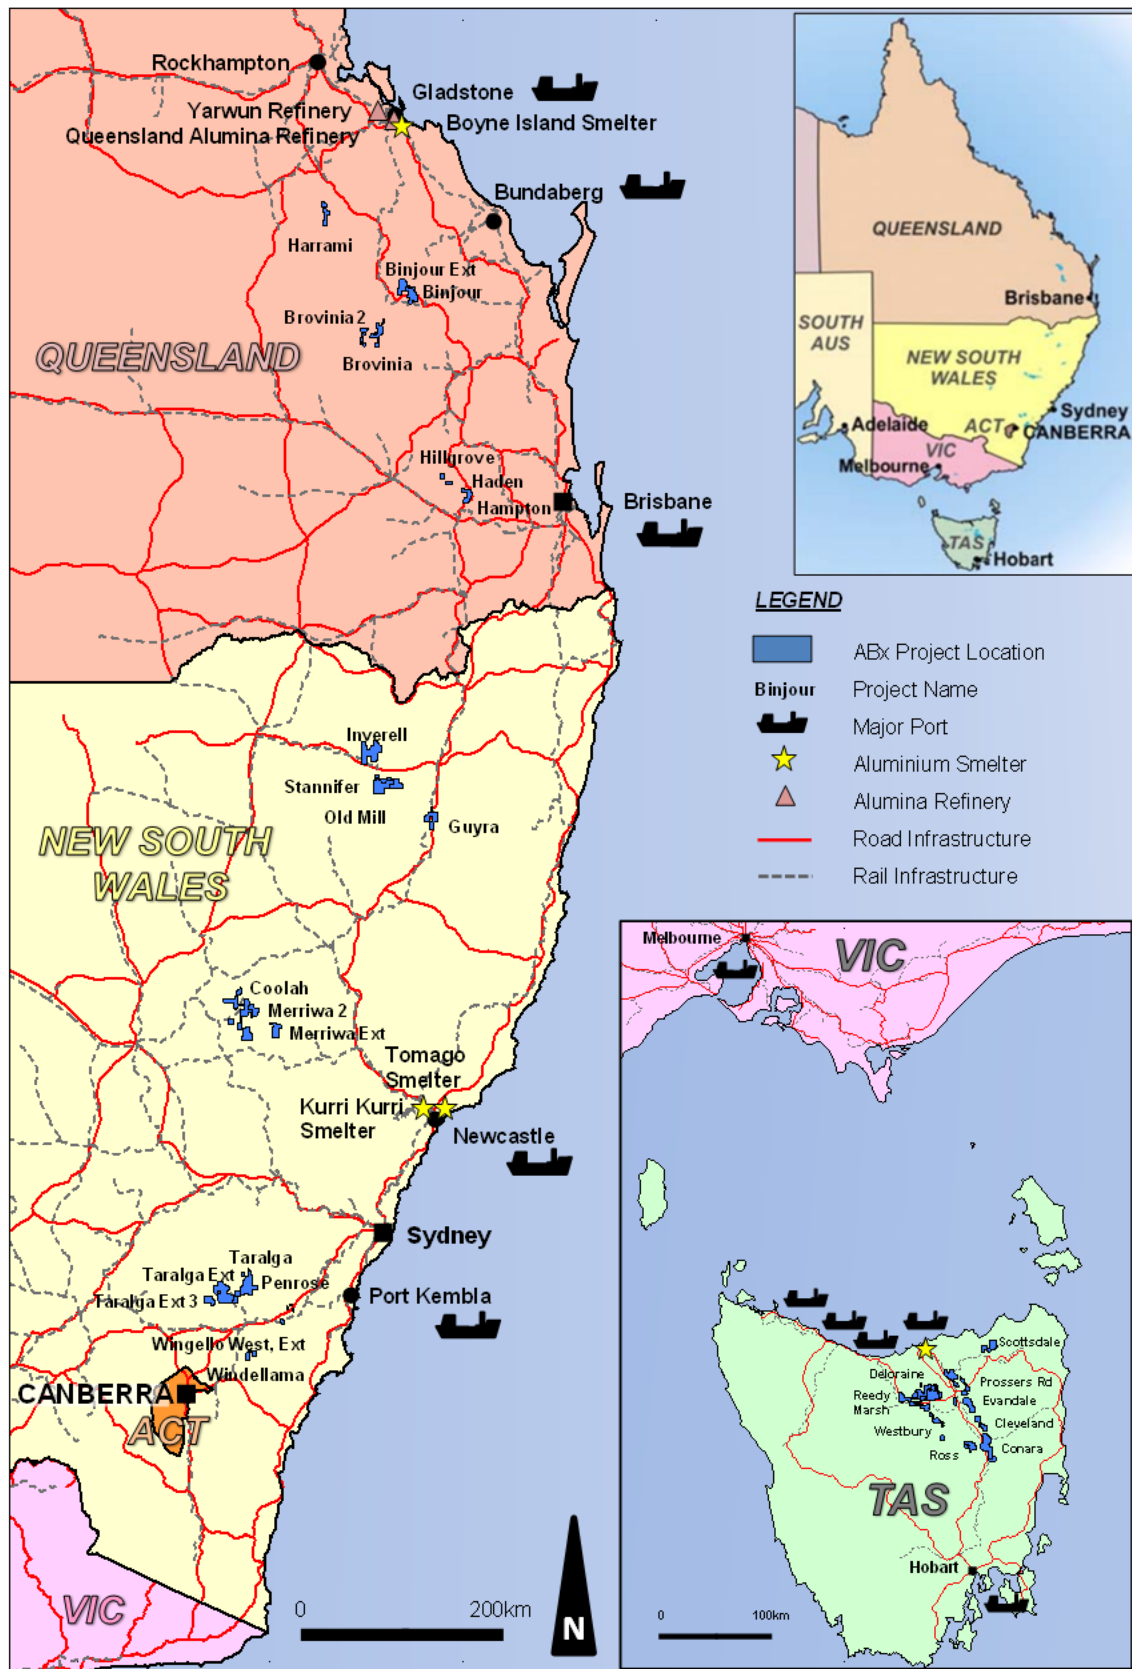 Rockhampton
Gladstone
Yarwun Refinery
Boyne Island Smelter
Queensland Alumina Refinery
Bundaberg
Harrami
Binjour Ext
Binjour
Brovinia 2
QUEENSLAND
Brovinia
Hillgrove
Haden
Hampton
Brisbane
Inverell
Stannifer
Old Mill
Guyra
NEW SOUTH
WALES
Coolah
Merriwa 2
Merriwa Ext
Tomago
Smelter
Kurri Kurri
Smelter
Newcastle
Sydney
Taralga
Taralga Ext
Penrose
Taralga Ext 3
Port Kembla
Wingello West, Ext
Windellama
CANBERRA
ACT
VIC
0
200km
N
QUEENSLAND
Brisbane
SOUTH
AUS
NEW SOUTH
WALES
Sydney
ACT
CANBERRA
Adelaide
VIC
Melbourne
TAS
Hobart
LEGEND
ABx Project Location
Binjour
Project Name
Major Port
Aluminium Smelter
Alumina Refinery
Road Infrastructure
Rail Infrastructure
Melbourne
VIC
Scottsdale
Deloraine
Prossers Rd
Reedy
Marsh
Evandale
Cleveland
Westbury
Ross
Conara
TAS
Hobart
0
100km